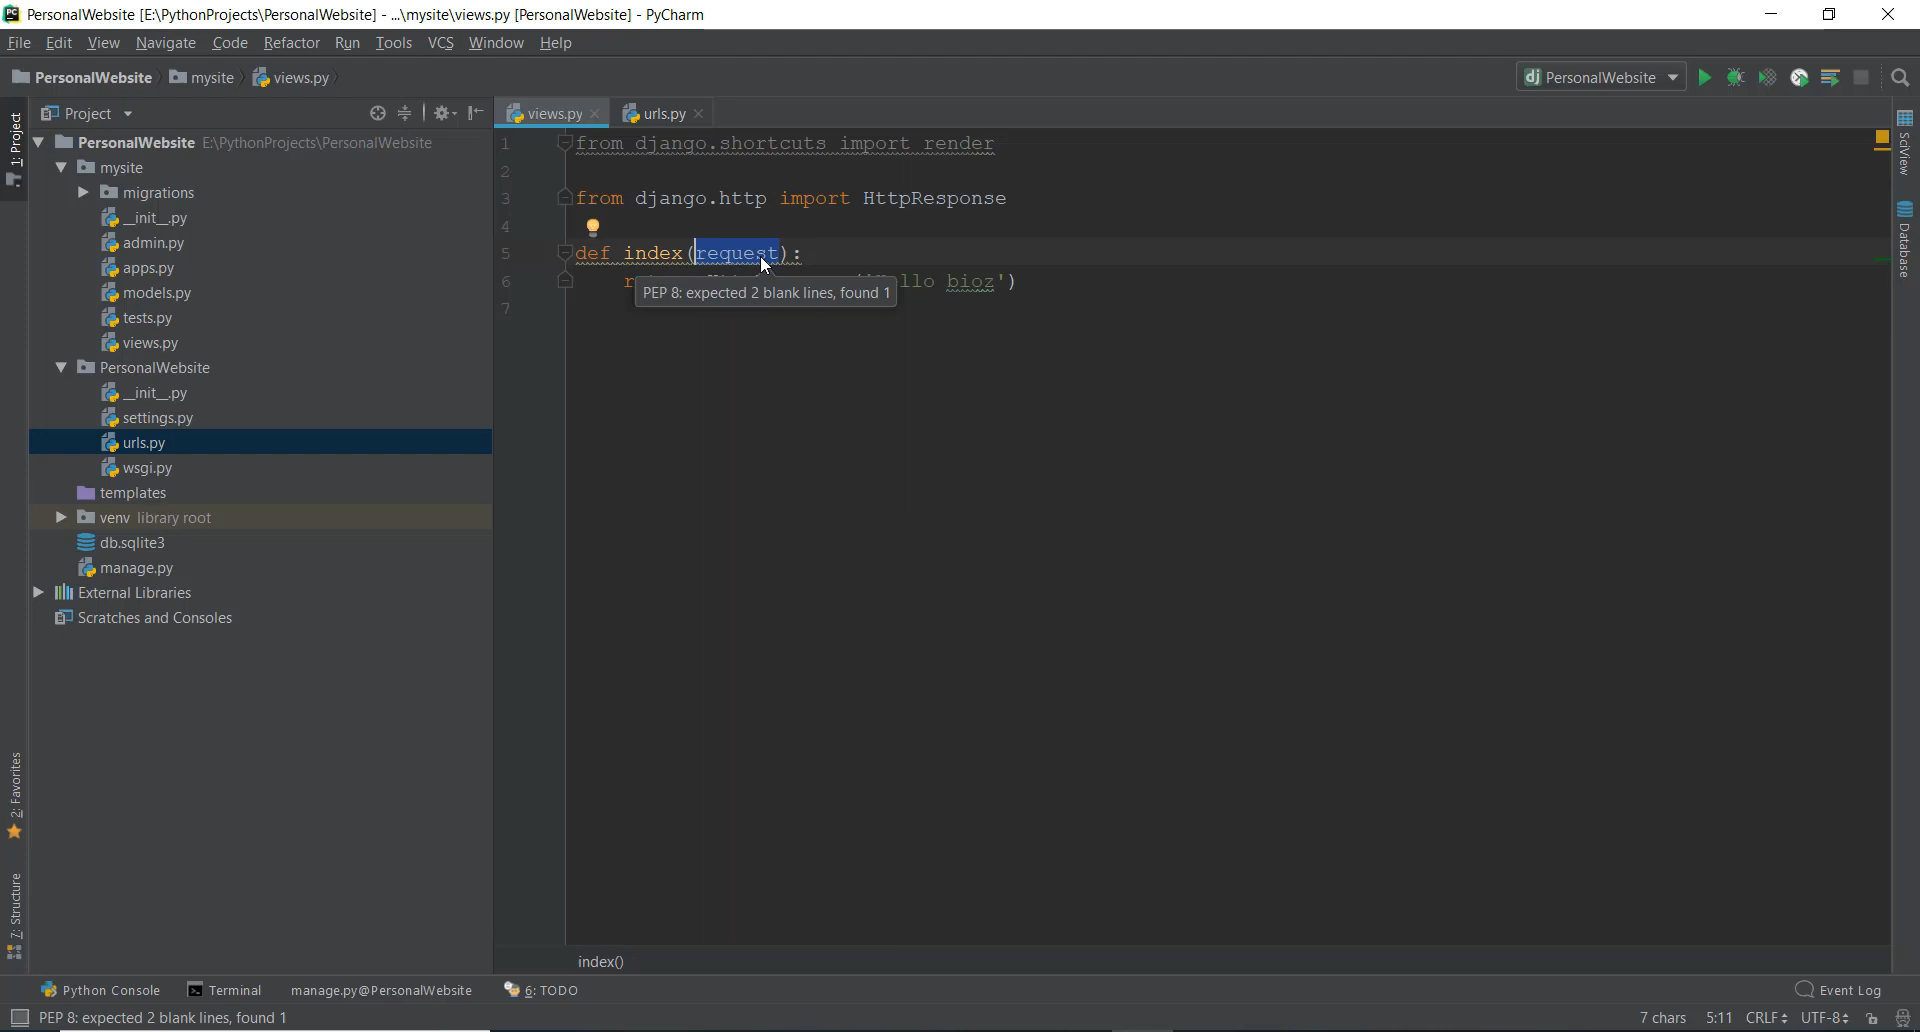 PersonalWebsite [E:\PythonProjects\PersonalWebsite] - ...\mysite\views.py [PersonalWebsite] - PyCharm
File Edit View Navigate Code Refactor Run Tools VCS Window Help
PersonalWebsite mysite views.py
dj PersonalWebsite
Project
views.py urls.py
1: Project
PersonalWebsite E:\PythonProjects\PersonalWebsite
mysite
migrations
__init__.py
admin.py
apps.py
models.py
tests.py
views.py
PersonalWebsite
__init__.py
settings.py
urls.py
wsgi.py
templates
venv library root
db.sqlite3
manage.py
External Libraries
Scratches and Consoles
2: Favorites
7: Structure
1 from django.shortcuts import render
2
3 from django.http import HttpResponse
4
5 def index(request):
6 llo bioz')
PEP 8: expected 2 blank lines, found 1
7
SciView
Database
index()
Python Console Terminal manage.py@PersonalWebsite 6: TODO Event Log
PEP 8: expected 2 blank lines, found 1 7 chars 5:11 CRLF UTF-8